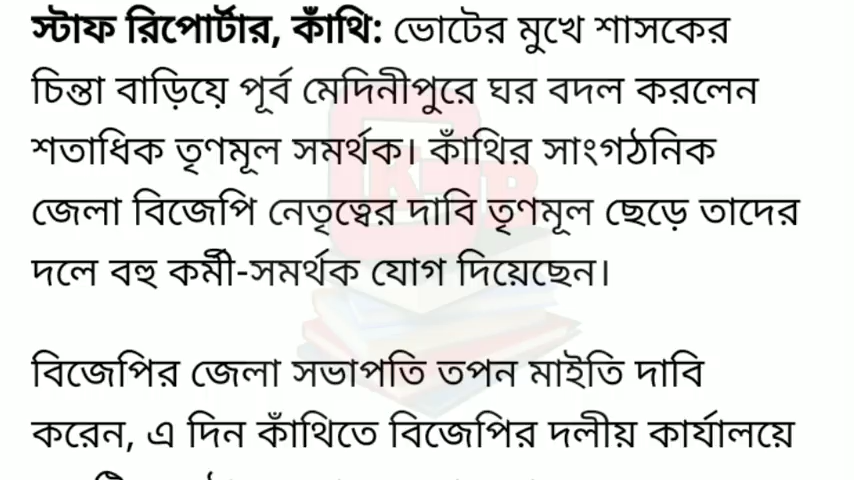 স্টাফ রিপোর্টার, কাঁথি: ভোটের মুখে শাসকের
চিন্তা বাড়িয়ে পূর্ব মেদিনীপুরে ঘর বদল করলেন
শতাধিক তৃণমূল সমর্থক। কাঁথির সাংগঠনিক
জেলা বিজেপি নেতৃত্বের দাবি তৃণমূল ছেড়ে তাদের
দলে বহু কর্মী-সমর্থক যোগ দিয়েছেন।
বিজেপির জেলা সভাপতি তপন মাইতি দাবি
করেন, এ দিন কাঁথিতে বিজেপির দলীয় কার্যালয়ে